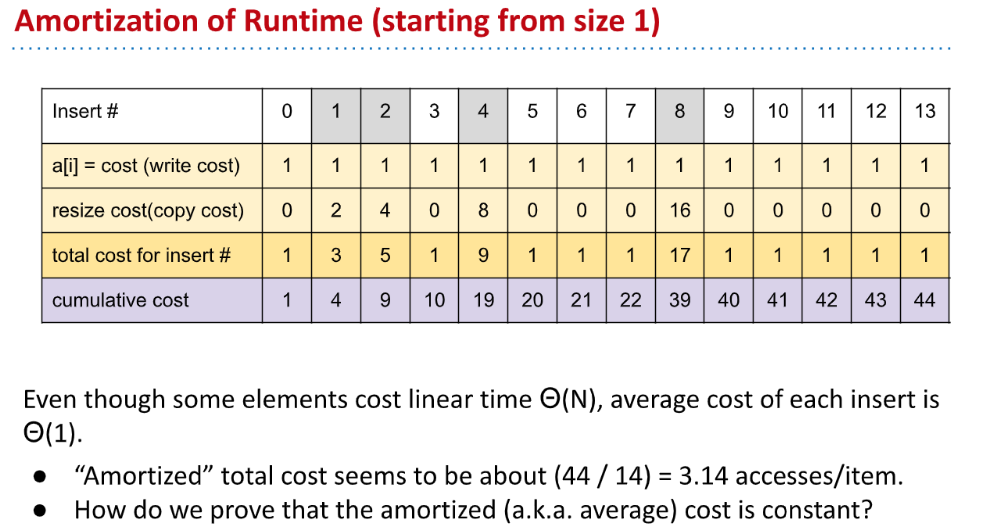 Amortization of Runtime (starting from size 1)
Insert # 0 1 2 3 4 5 6 7 8 9 10 11 12 13
a[i] = cost (write cost) 1 1 1 1 1 1 1 1 1 1 1 1 1 1
resize cost(copy cost) 0 2 4 0 8 0 0 0 16 0 0 0 0 0
total cost for insert # 1 3 5 1 9 1 1 1 17 1 1 1 1 1
cumulative cost 1 4 9 10 19 20 21 22 39 40 41 42 43 44
Even though some elements cost linear time Θ(N), average cost of each insert is
Θ(1).
● “Amortized” total cost seems to be about (44 / 14) = 3.14 accesses/item.
● How do we prove that the amortized (a.k.a. average) cost is constant?